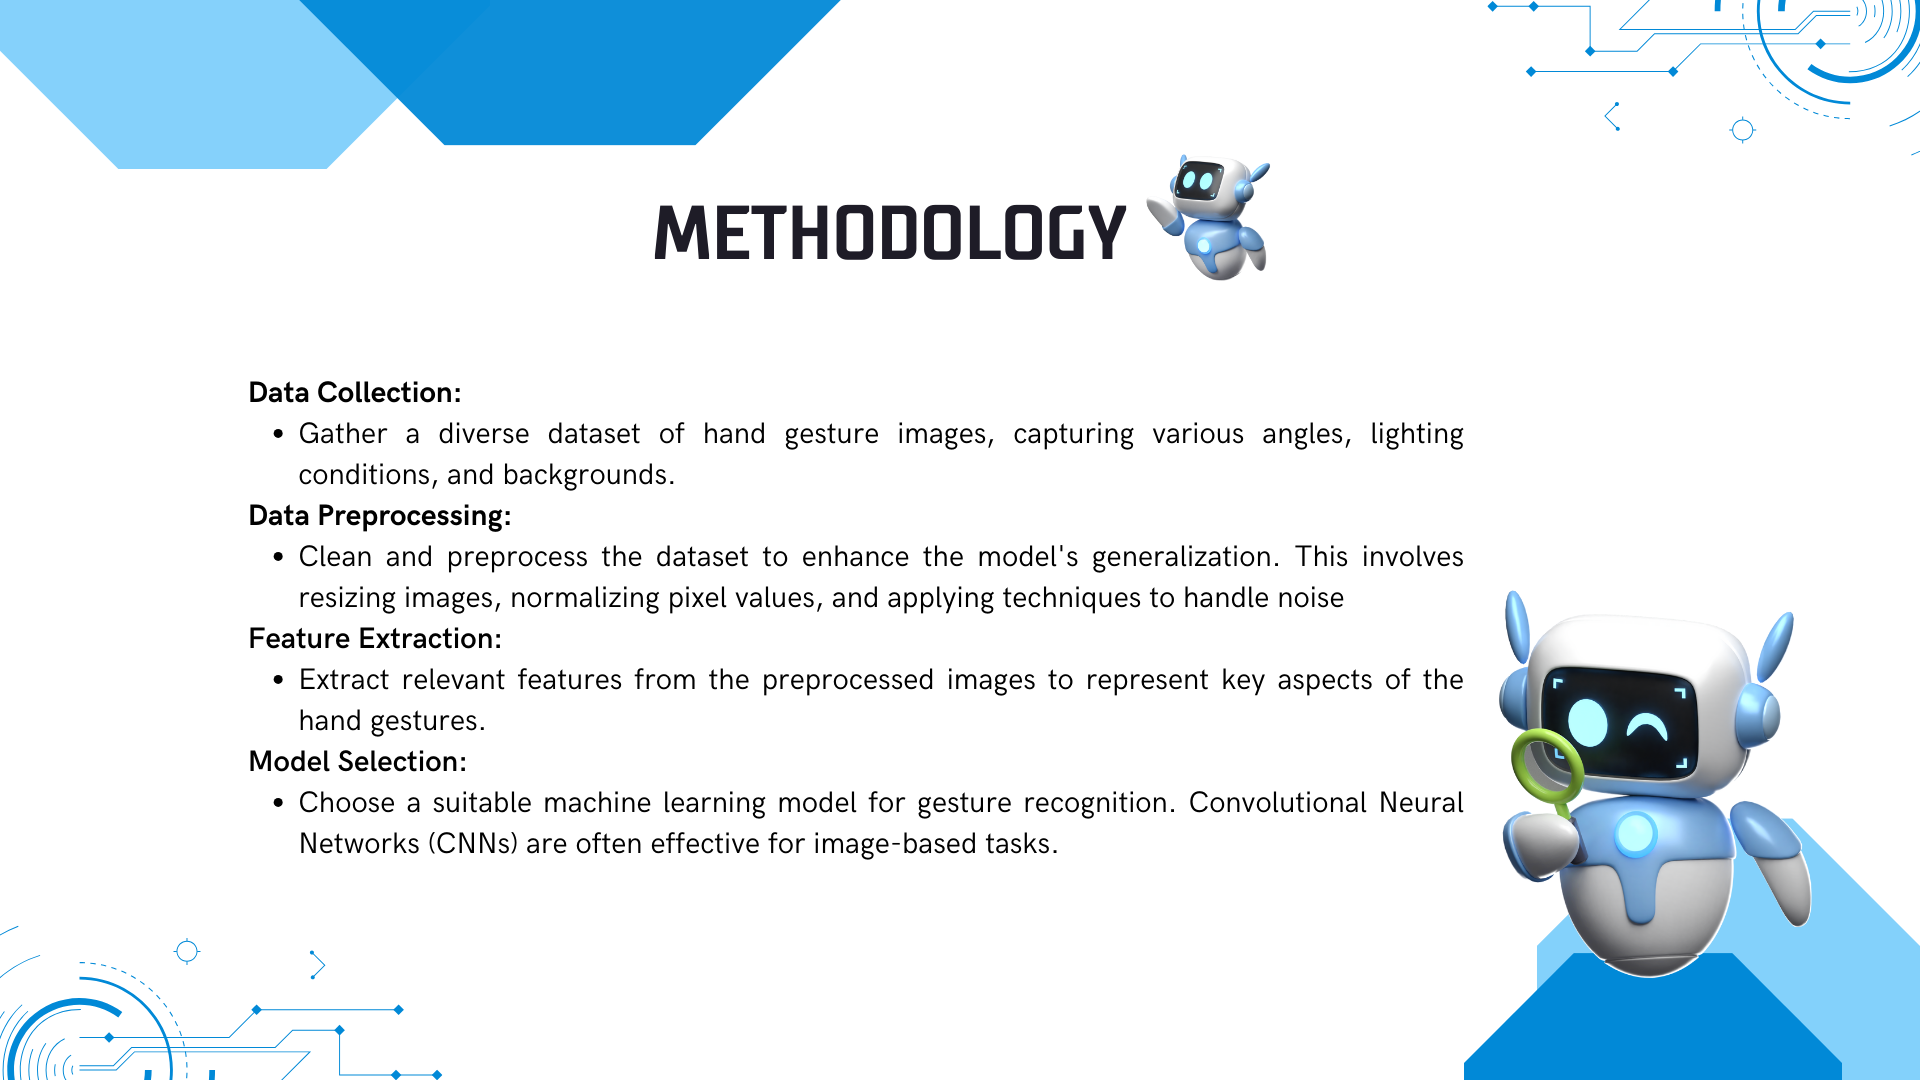 METHODOLOGY
Data Collection:
• Gather a diverse dataset of hand gesture images, capturing various angles, lighting
conditions, and backgrounds.
Data Preprocessing:
• Clean and preprocess the dataset to enhance the model's generalization. This involves
resizing images, normalizing pixel values, and applying techniques to handle noise
Feature Extraction:
• Extract relevant features from the preprocessed images to represent key aspects of the
hand gestures.
Model Selection:
• Choose a suitable machine learning model for gesture recognition. Convolutional Neural
Networks (CNNs) are often effective for image-based tasks.